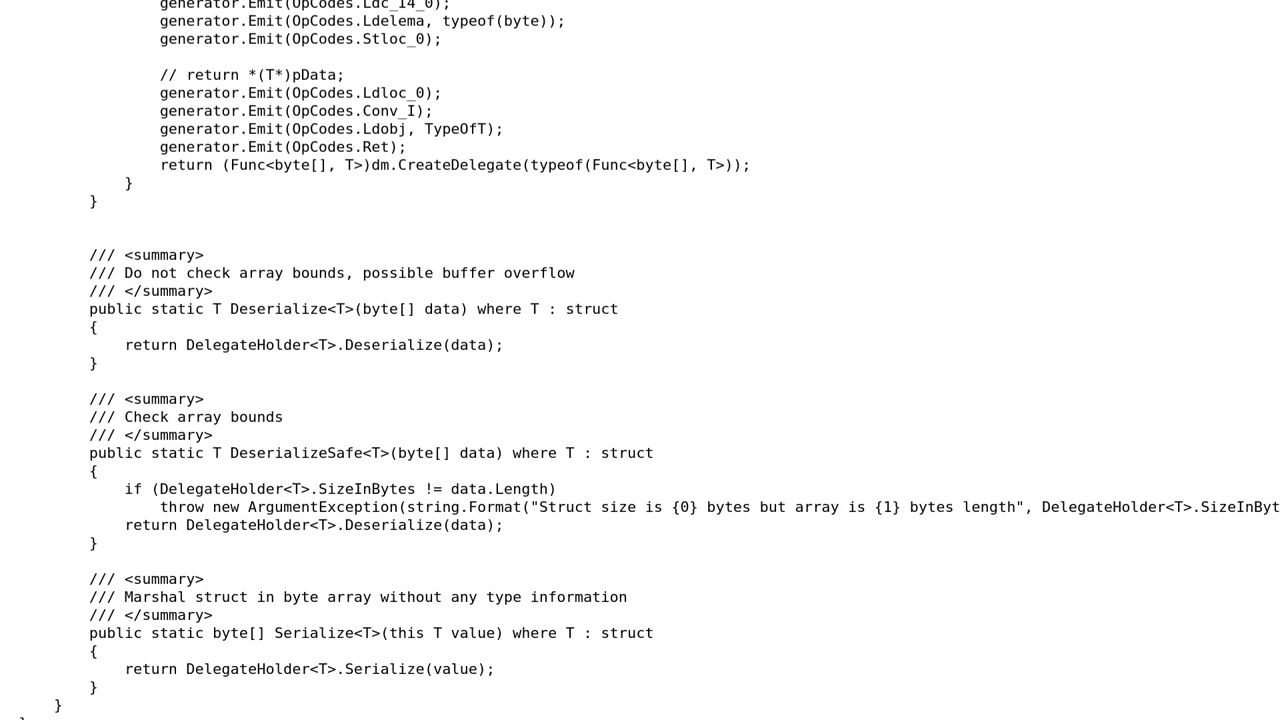 generator.Emit(OpCodes.Ldc_I4_0);
generator.Emit(OpCodes.Ldelema, typeof(byte));
generator.Emit(OpCodes.Stloc_0);
// return *(T*)pData;
generator.Emit(OpCodes.Ldloc_0);
generator.Emit(OpCodes.Conv_I);
generator.Emit(OpCodes.Ldobj, TypeOfT);
generator.Emit(OpCodes.Ret);
return (Func<byte[], T>)dm.CreateDelegate(typeof(Func<byte[], T>));
}
}
/// <summary>
/// Do not check array bounds, possible buffer overflow
/// </summary>
public static T Deserialize<T>(byte[] data) where T : struct
{
return DelegateHolder<T>.Deserialize(data);
}
/// <summary>
/// Check array bounds
/// </summary>
public static T DeserializeSafe<T>(byte[] data) where T : struct
{
if (DelegateHolder<T>.SizeInBytes != data.Length)
throw new ArgumentException(string.Format("Struct size is {0} bytes but array is {1} bytes length", DelegateHolder<T>.SizeInByt
return DelegateHolder<T>.Deserialize(data);
}
/// <summary>
/// Marshal struct in byte array without any type information
/// </summary>
public static byte[] Serialize<T>(this T value) where T : struct
{
return DelegateHolder<T>.Serialize(value);
}
}
}